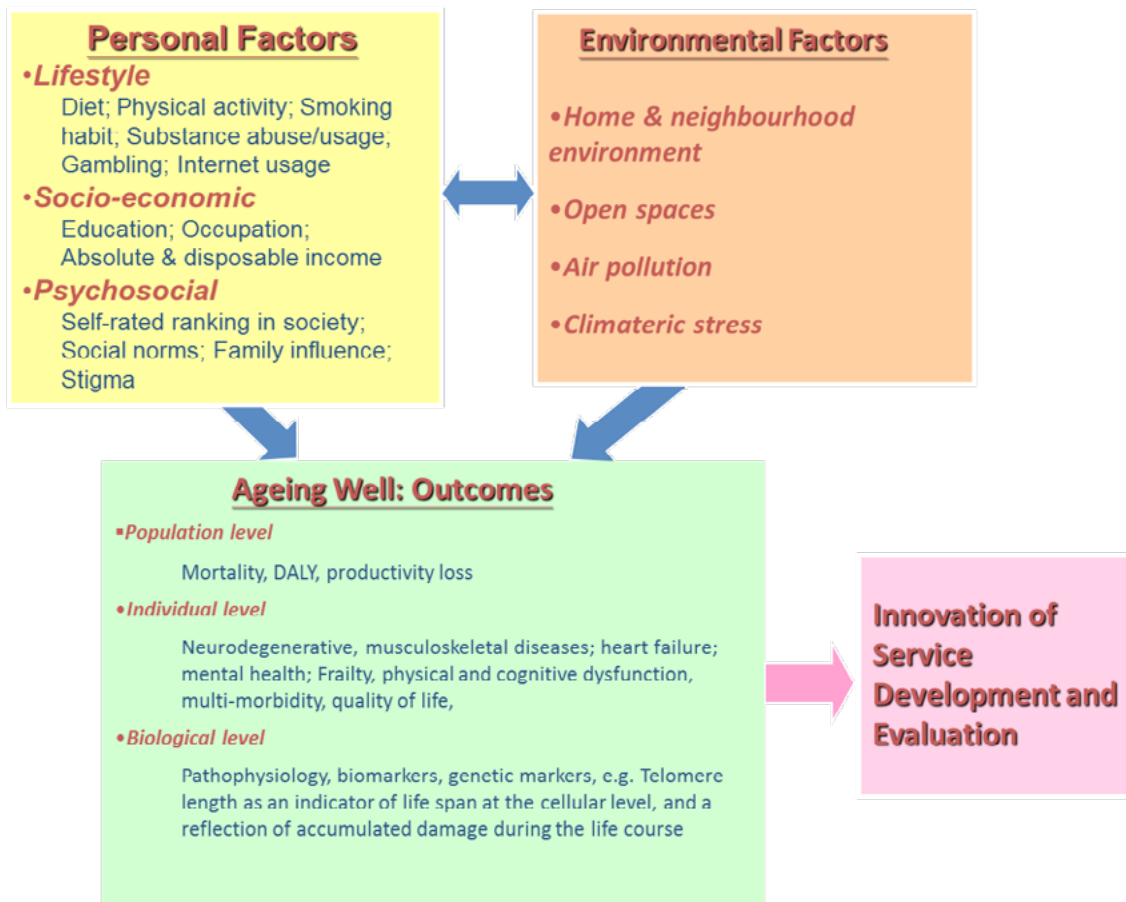 Personal Factors
•Lifestyle
Diet; Physical activity; Smoking
habit; Substance abuse/usage;
Gambling; Internet usage
•Socio-economic
Education; Occupation;
Absolute & disposable income
•Psychosocial
Self-rated ranking in society;
Social norms; Family influence;
Stigma
Environmental Factors
•Home & neighbourhood
environment
•Open spaces
•Air pollution
•Climateric stress
Ageing Well: Outcomes
▪Population level
Mortality, DALY, productivity loss
•Individual level
Neurodegenerative, musculoskeletal diseases; heart failure;
mental health; Frailty, physical and cognitive dysfunction,
multi-morbidity, quality of life,
•Biological level
Pathophysiology, biomarkers, genetic markers, e.g. Telomere
length as an indicator of life span at the cellular level, and a
reflection of accumulated damage during the life course
Innovation of
Service
Development and
Evaluation